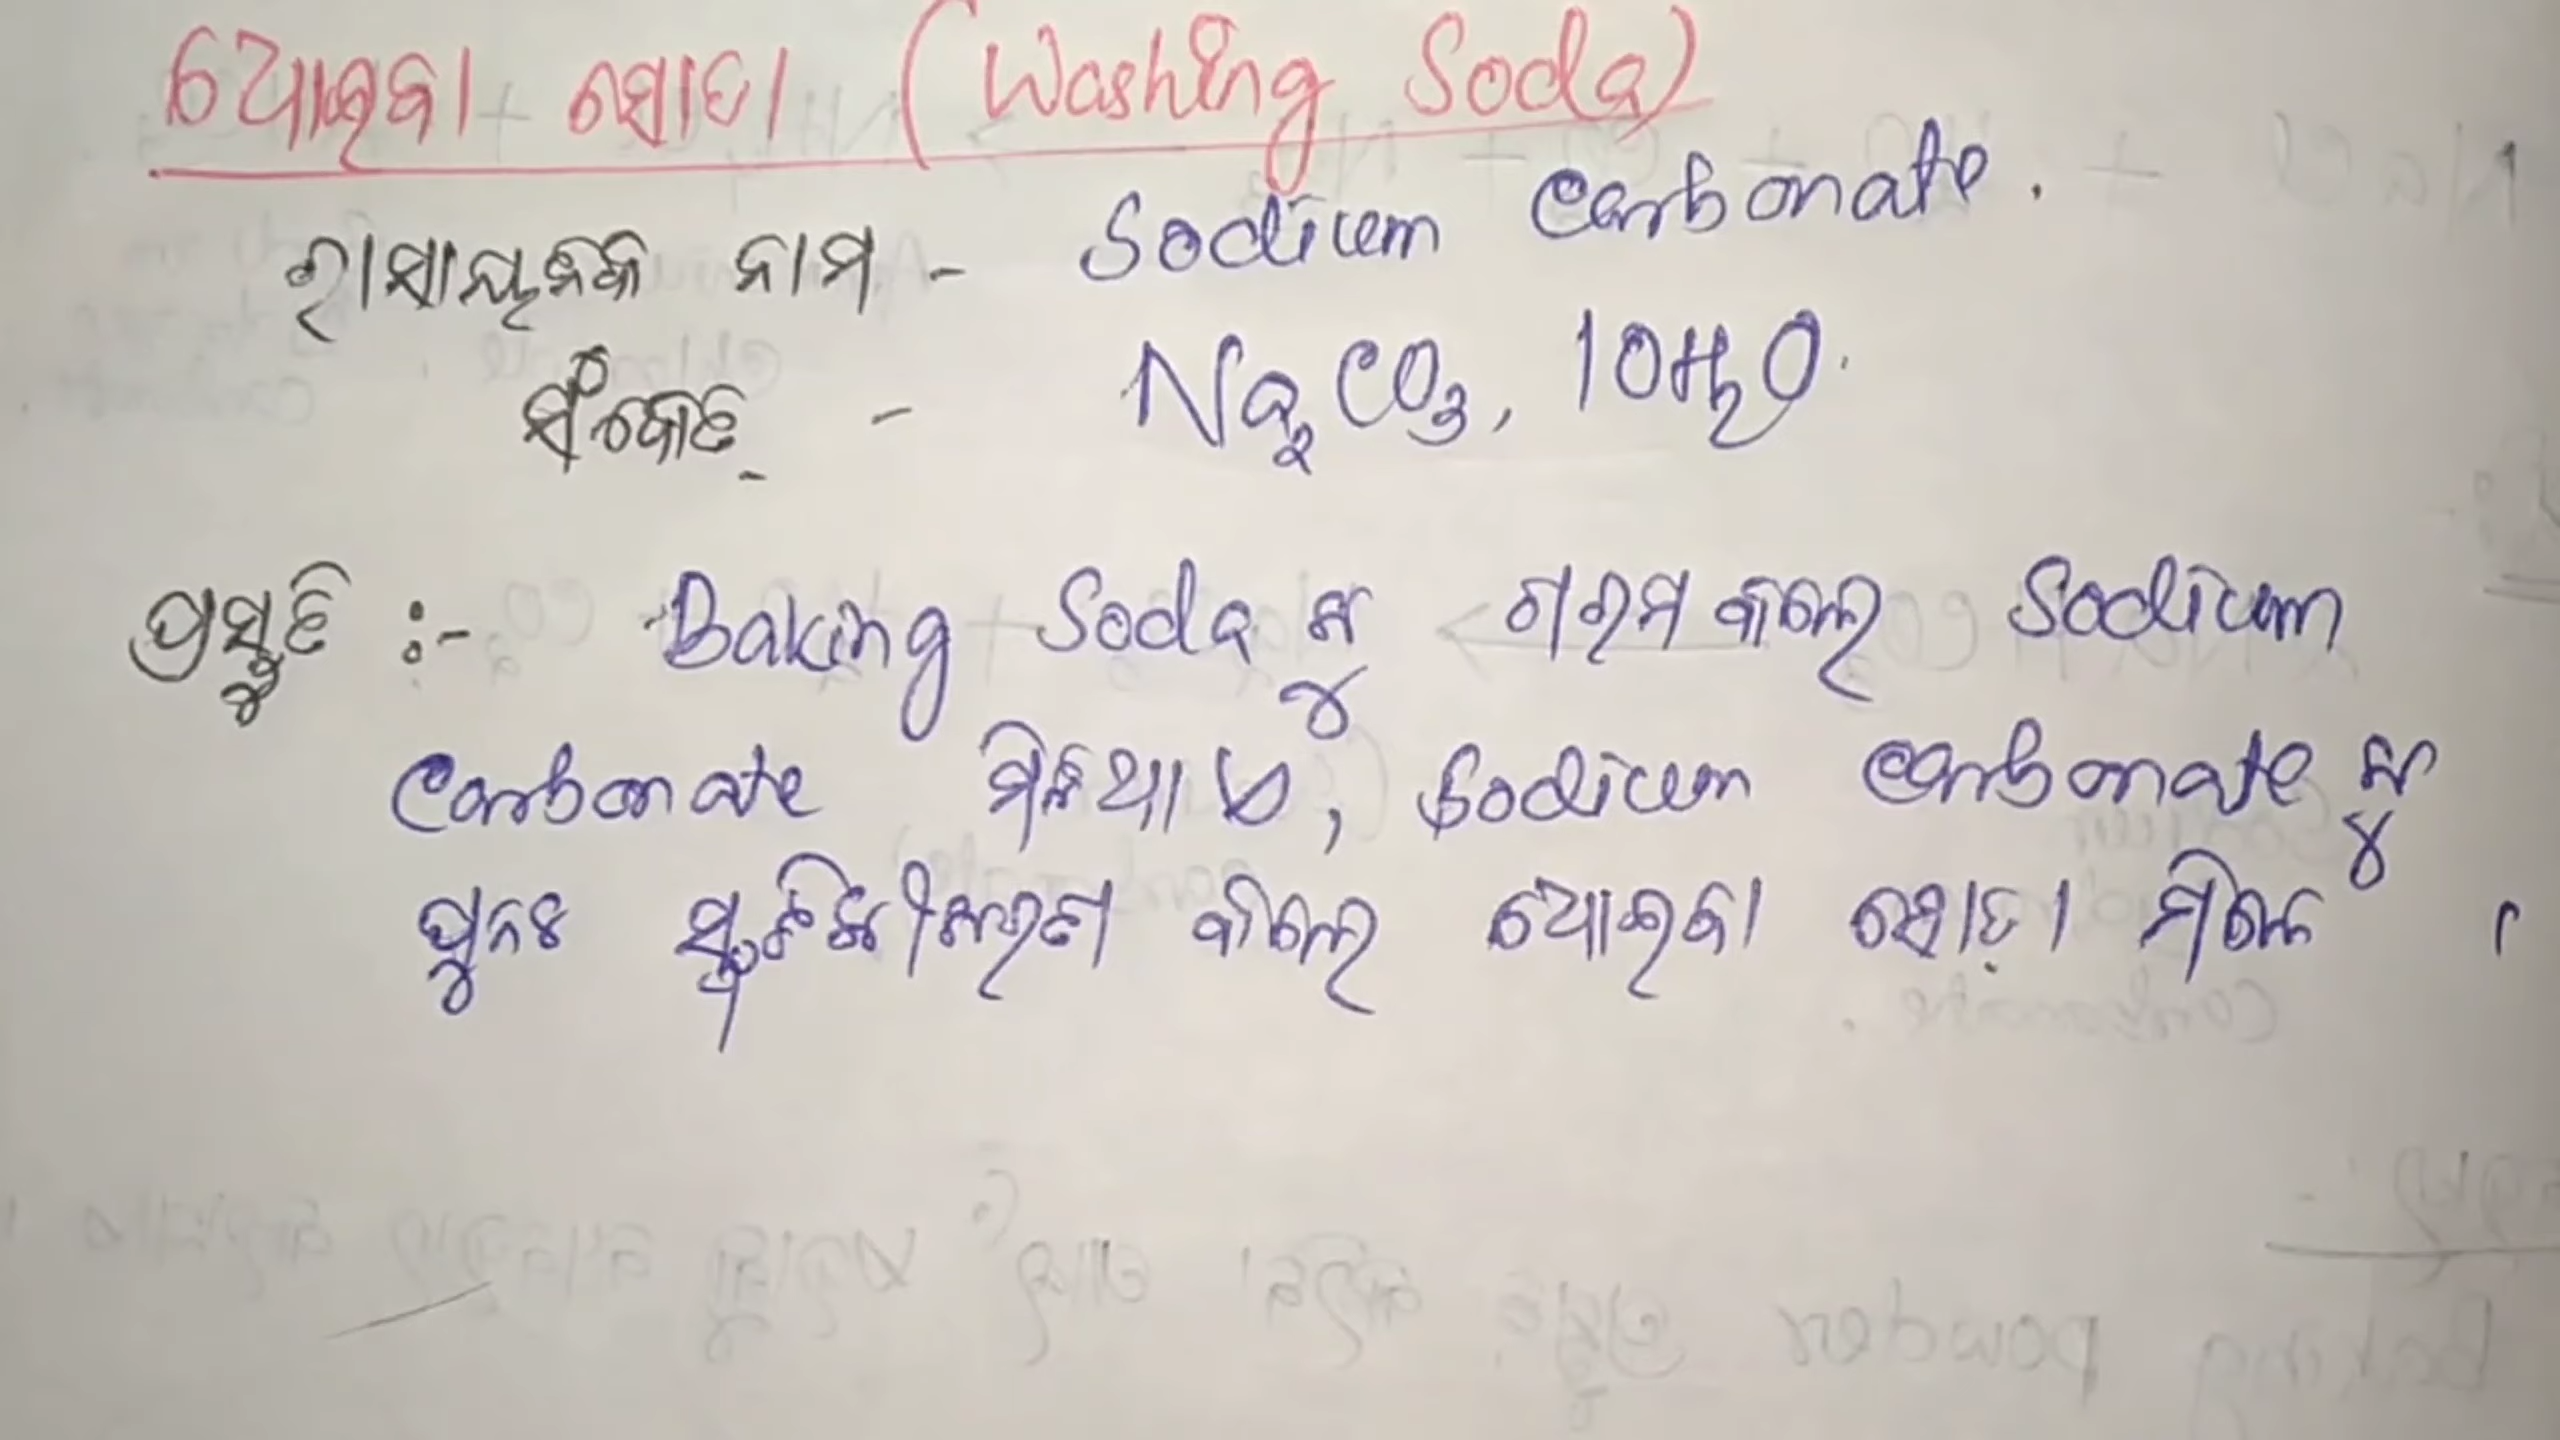 ଧୋଇବା ସୋଡା (Washing Soda)
ରାସାୟନିକ ନାମ - Sodium Carbonate.
ସଂକେତ - Na₂CO₃, 10H₂O.
ପ୍ରସ୍ତୁତି :- Baking Soda କୁ ଗରମ କଲେ Sodium
Carbonate ମିଳିଥାଏ, Sodium Carbonate କୁ
ପୁନଃ ସ୍ଫଟିକୀକରଣ କଲେ ଧୋଇବା ସୋଡ଼ା ମିଳେ ।